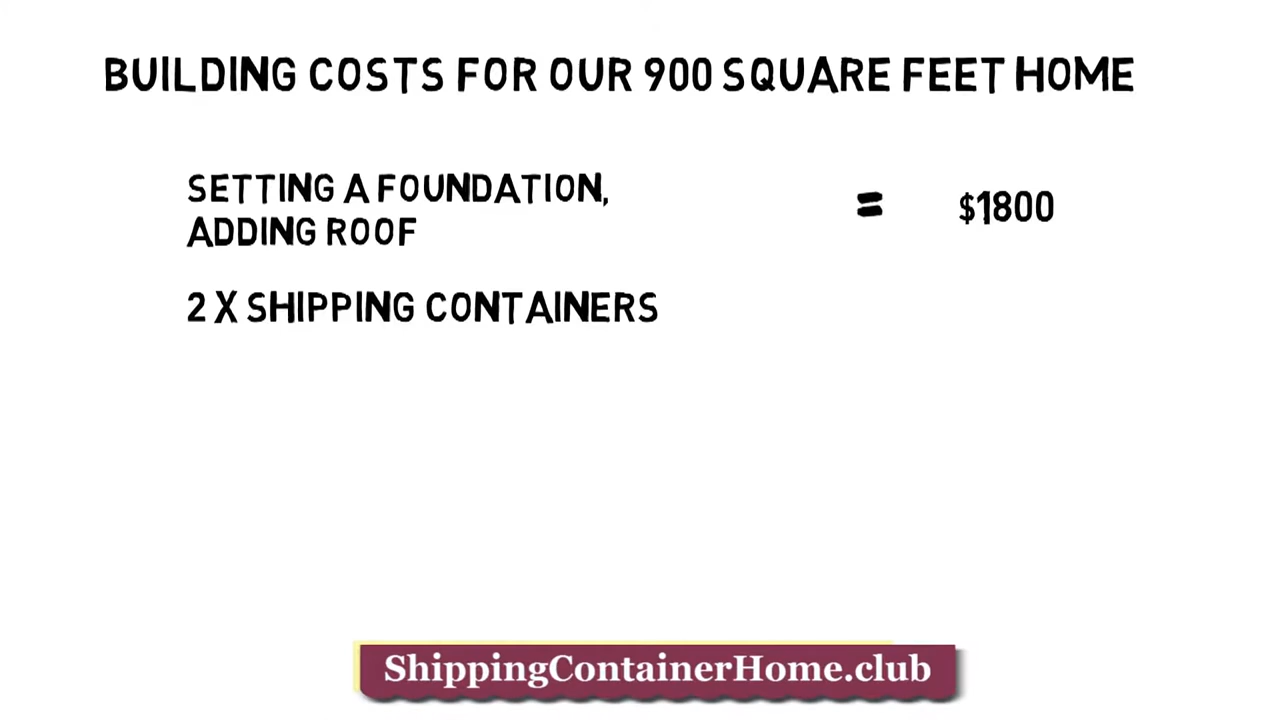 BUILDING COSTS FOR OUR 900 SQUARE FEET HOME
SETTING A FOUNDATION,
ADDING ROOF
= $1800
2 X SHIPPING CONTAINERS
ShippingContainerHome.club